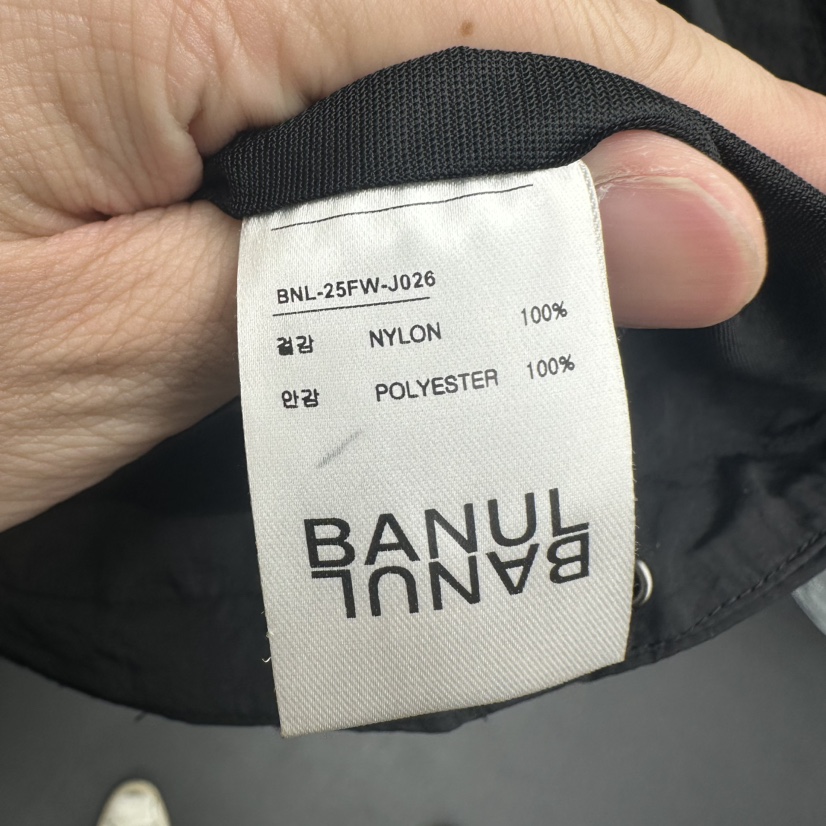 BNL-25FW-J026
겉감 NYLON 100%
안감 POLYESTER 100%
BANUL
BANUL